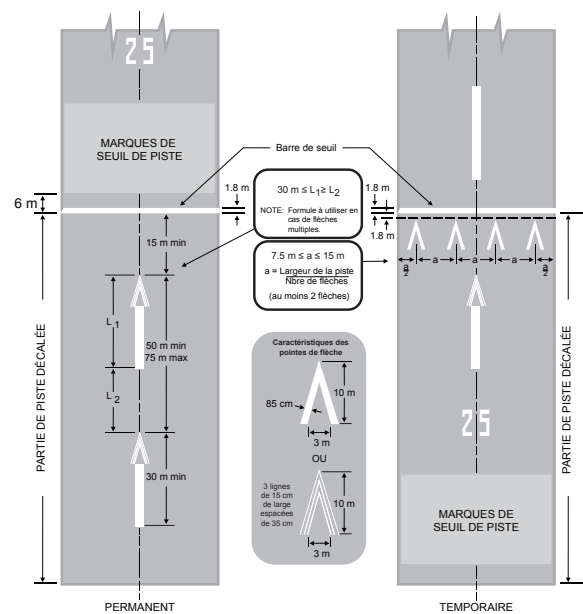 25
MARQUES DE
SEUIL DE PISTE
6 m
15 m min
L1
50 m min
75 m max
L2
30 m min
PARTIE DE PISTE DÉCALÉE
PERMANENT
Barre de seuil
1.8 m
30 m ≤ L1≥ L2
NOTE: Formule à utiliser en
cas de flèches
multiples.
1.8 m
1.8 m
7.5 m ≤ a ≤ 15 m
a = Largeur de la piste
Nbre de flèches
(au moins 2 flèches)
Caractéristiques des
pointes de flèche
10 m
85 cm
3 m
OU
3 lignes
de 15 cm
de large
espacées
de 35 cm
10 m
3 m
a/2
a
a
a
a/2
25
MARQUES DE
SEUIL DE PISTE
PARTIE DE PISTE DÉCALÉE
TEMPORAIRE